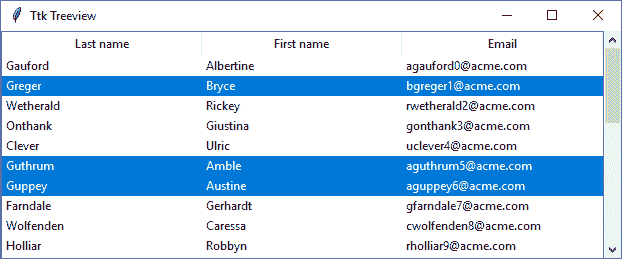 Ttk Treeview
Last name First name Email
Gauford Albertine agauford0@acme.com
Greger Bryce bgreger1@acme.com
Wetherald Rickey rwetherald2@acme.com
Onthank Giustina gonthank3@acme.com
Clever Ulric uclever4@acme.com
Guthrum Amble aguthrum5@acme.com
Guppey Austine aguppey6@acme.com
Farndale Gerhardt gfarndale7@acme.com
Wolfenden Caressa cwolfenden8@acme.com
Holliar Robbyn rholliar9@acme.com